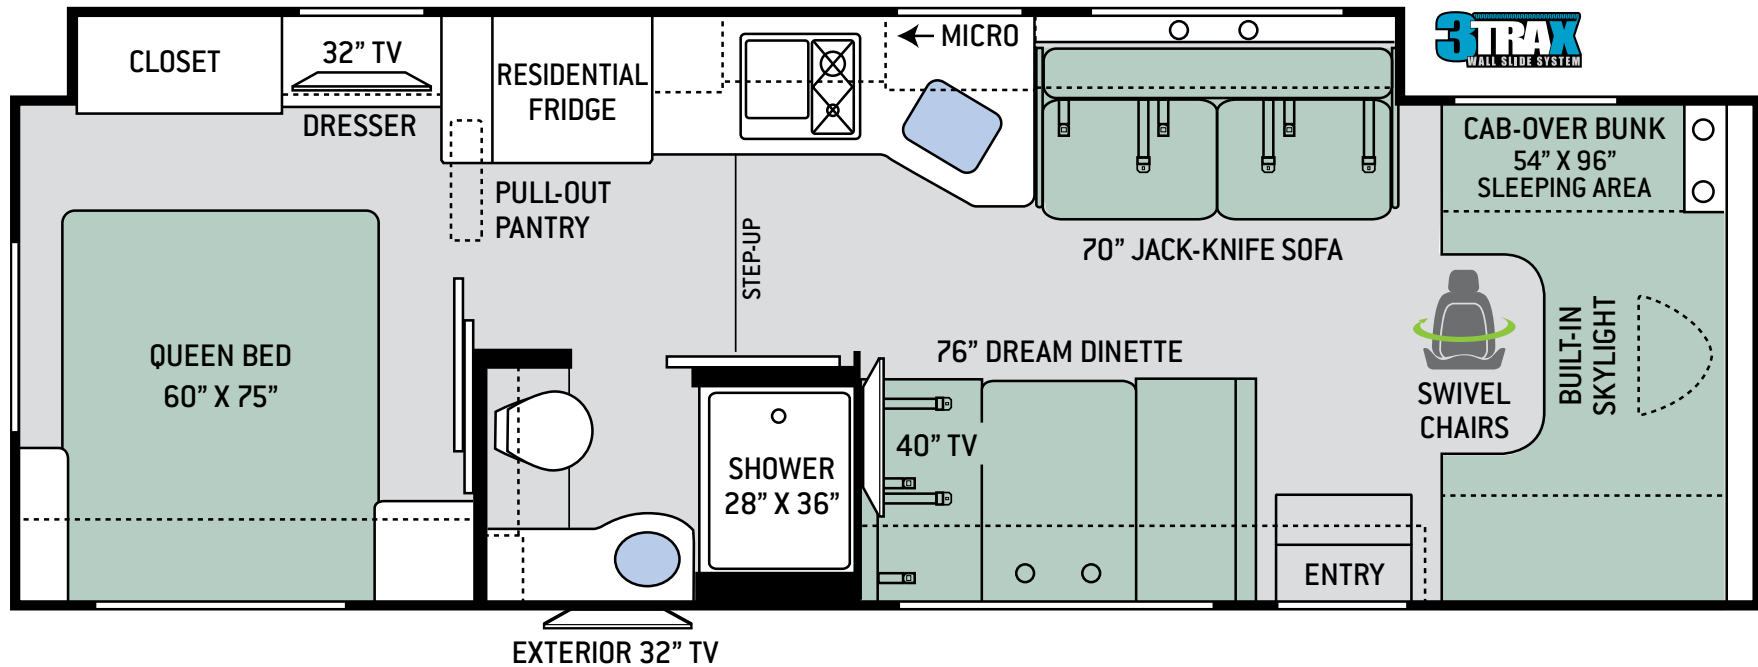 CLOSET
32” TV
DRESSER
RESIDENTIAL
FRIDGE
PULL-OUT
PANTRY
MICRO
3TRAX
WALL SLIDE SYSTEM
CAB-OVER BUNK
54” X 96”
SLEEPING AREA
70” JACK-KNIFE SOFA
STEP-UP
QUEEN BED
60” X 75”
76” DREAM DINETTE
40” TV
SHOWER
28” X 36”
SWIVEL
CHAIRS
BUILT-IN
SKYLIGHT
ENTRY
EXTERIOR 32” TV